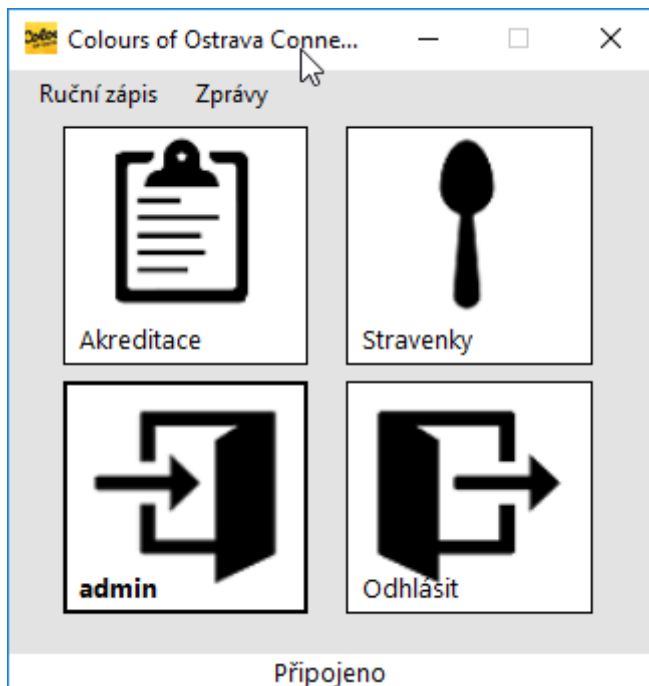 Colours of Ostrava Conne...
Ruční zápis Zprávy
Akreditace
Stravenky
admin
Odhlásit
Připojeno